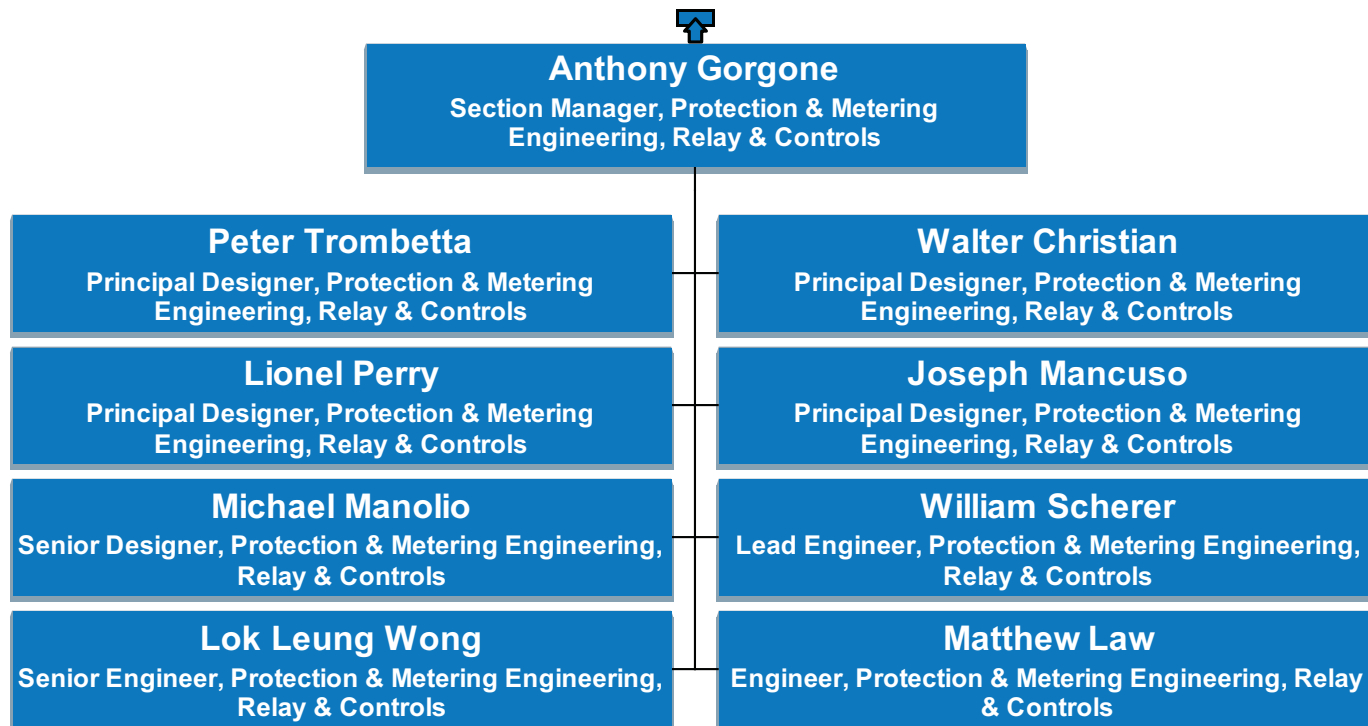 Anthony Gorgone
Section Manager, Protection & Metering
Engineering, Relay & Controls
Peter Trombetta
Principal Designer, Protection & Metering
Engineering, Relay & Controls
Walter Christian
Principal Designer, Protection & Metering
Engineering, Relay & Controls
Lionel Perry
Principal Designer, Protection & Metering
Engineering, Relay & Controls
Joseph Mancuso
Principal Designer, Protection & Metering
Engineering, Relay & Controls
Michael Manolio
Senior Designer, Protection & Metering Engineering,
Relay & Controls
William Scherer
Lead Engineer, Protection & Metering Engineering,
Relay & Controls
Lok Leung Wong
Senior Engineer, Protection & Metering Engineering,
Relay & Controls
Matthew Law
Engineer, Protection & Metering Engineering, Relay
& Controls